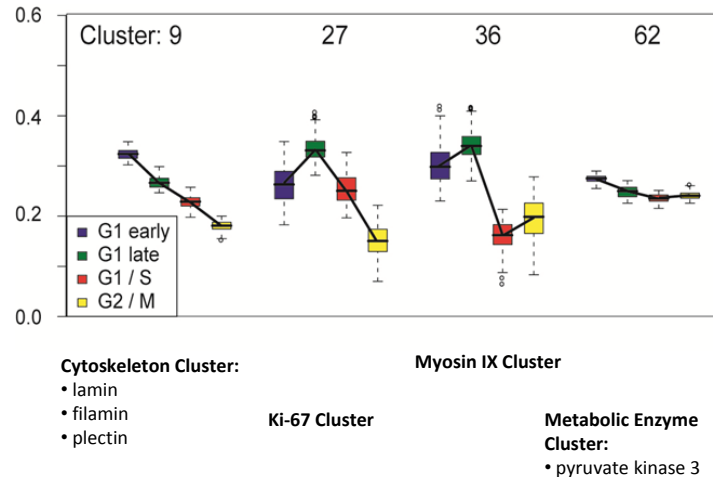 0.6
Cluster: 9 27 36 62
0.4
0.2
G1 early
G1 late
G1 / S
G2 / M
0.0
Cytoskeleton Cluster:
• lamin
• filamin
• plectin
Myosin IX Cluster
Ki-67 Cluster
Metabolic Enzyme
Cluster:
• pyruvate kinase 3